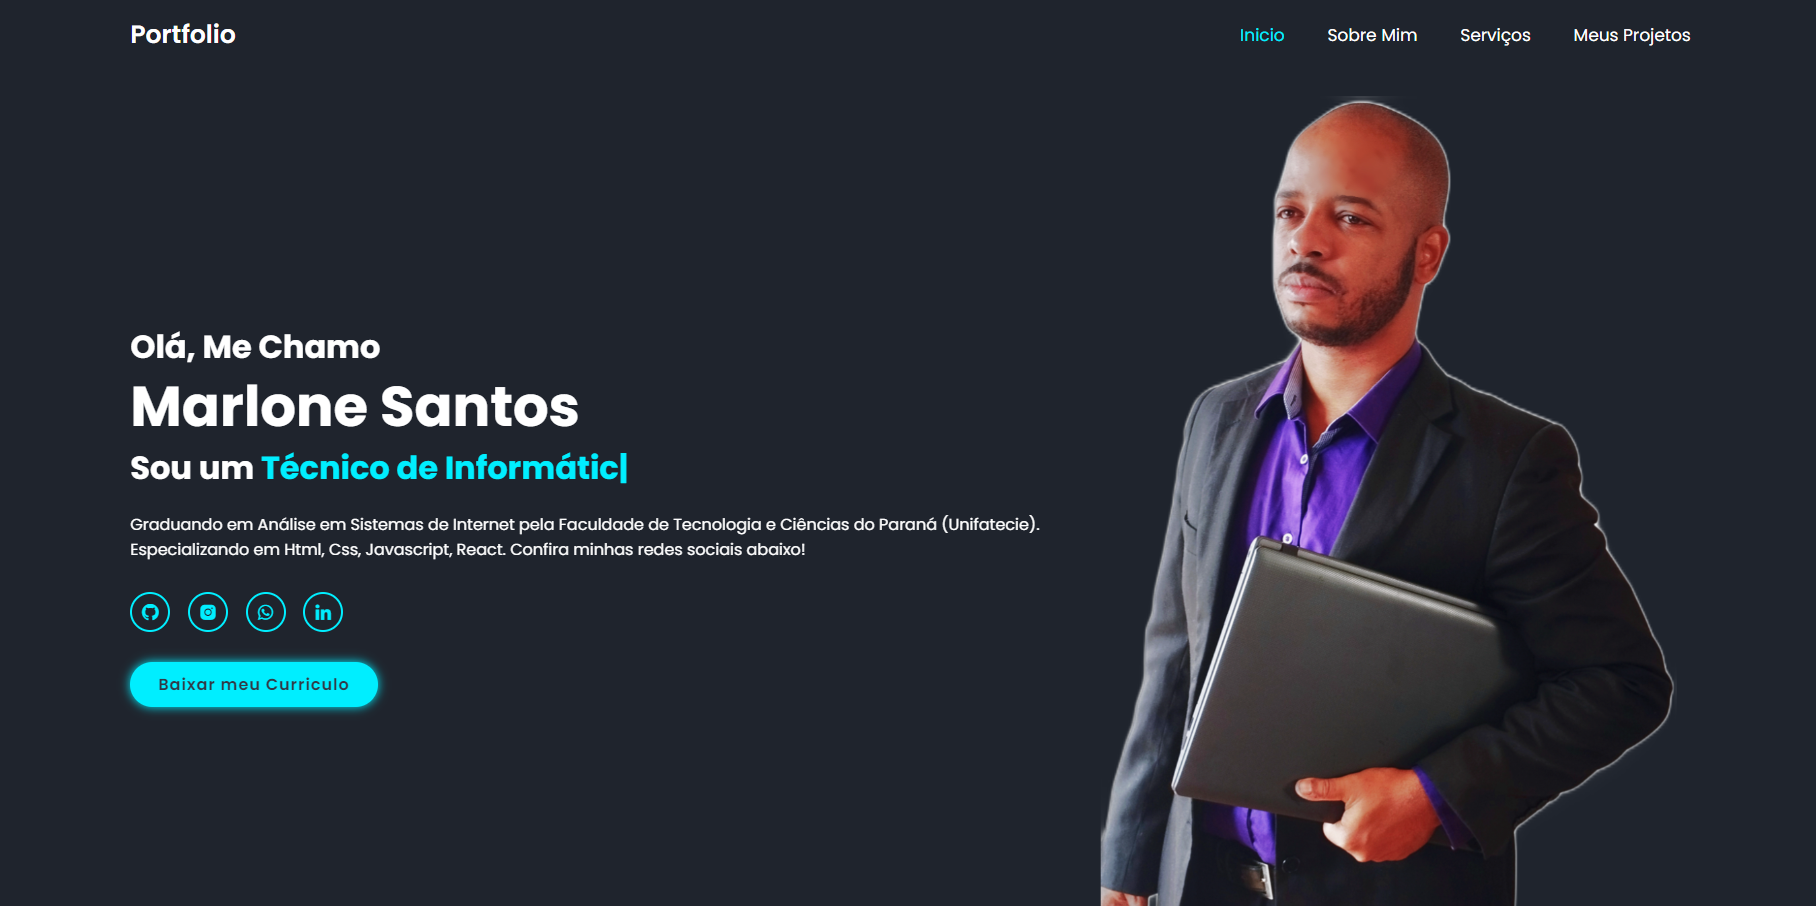 Portfolio
Inicio Sobre Mim Serviços Meus Projetos
Olá, Me Chamo
Marlone Santos
Sou um Técnico de Informátic|
Graduando em Análise em Sistemas de Internet pela Faculdade de Tecnologia e Ciências do Paraná (Unifatecie).
Especializando em Html, Css, Javascript, React. Confira minhas redes sociais abaixo!
in
Baixar meu Curriculo